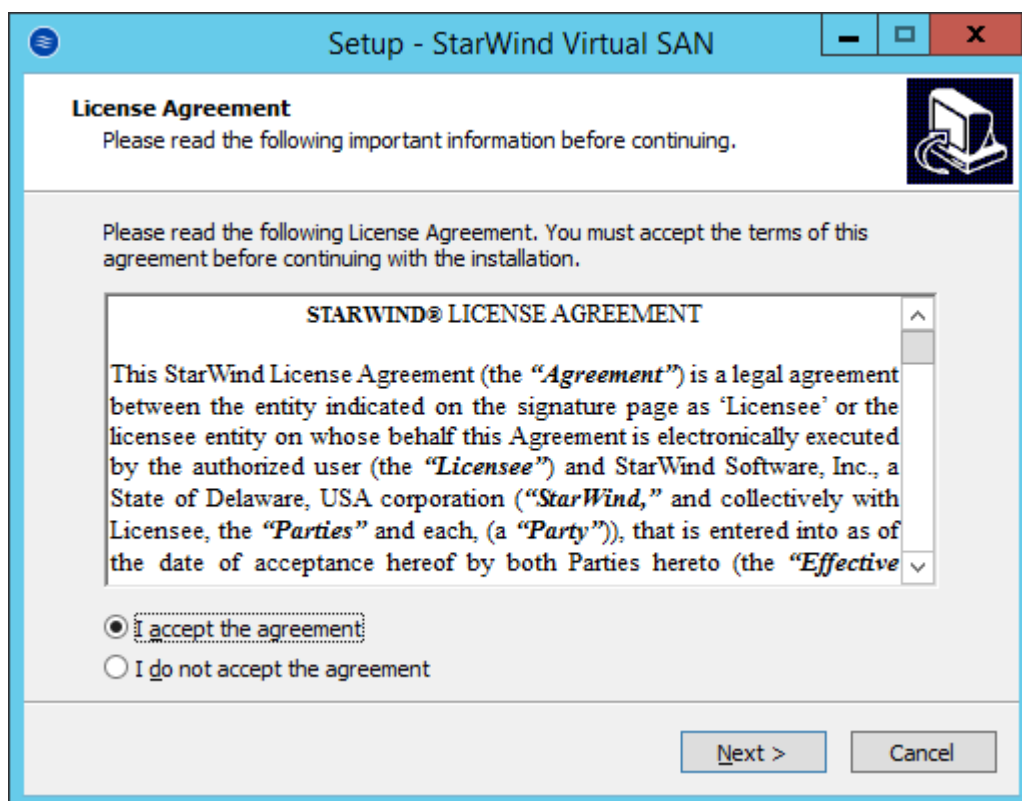 Setup - StarWind Virtual SAN
License Agreement
Please read the following important information before continuing.
Please read the following License Agreement. You must accept the terms of this
agreement before continuing with the installation.
STARWIND® LICENSE AGREEMENT
This StarWind License Agreement (the “Agreement”) is a legal agreement
between the entity indicated on the signature page as ‘Licensee’ or the
licensee entity on whose behalf this Agreement is electronically executed
by the authorized user (the “Licensee”) and StarWind Software, Inc., a
State of Delaware, USA corporation (“StarWind,” and collectively with
Licensee, the “Parties” and each, (a “Party”)), that is entered into as of
the date of acceptance hereof by both Parties hereto (the “Effective
I accept the agreement
I do not accept the agreement
Next >
Cancel